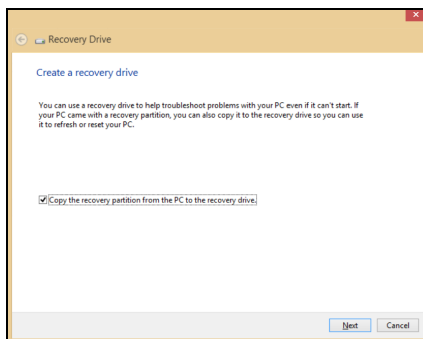 Recovery Drive
Create a recovery drive
You can use a recovery drive to help troubleshoot problems with your PC even if it can't start. If
your PC came with a recovery partition, you can also copy it to the recovery drive so you can use
it to refresh or reset your PC.
Copy the recovery partition from the PC to the recovery drive.
Next Cancel